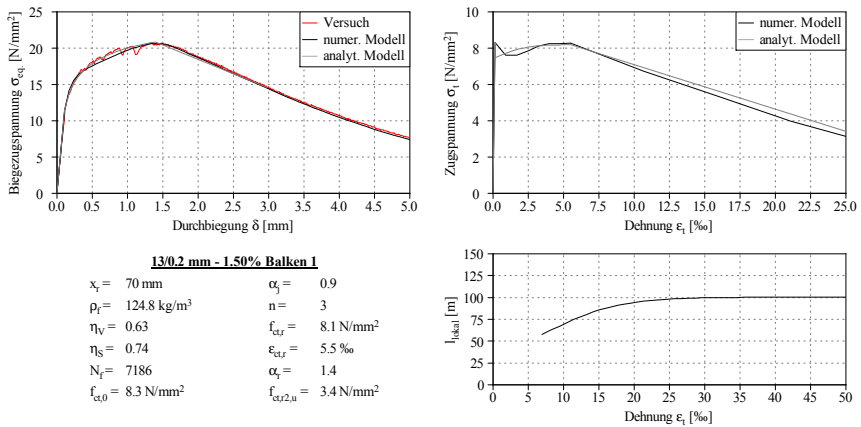 Biegezugspannung σeq. [N/mm²]
25
20
15
10
5
0
0.0 0.5 1.0 1.5 2.0 2.5 3.0 3.5 4.0 4.5 5.0
Durchbiegung δ [mm]
Versuch
numer. Modell
analyt. Modell
Zugspannung σt [N/mm²]
10
8
6
4
2
0
0.0 2.5 5.0 7.5 10.0 12.5 15.0 17.5 20.0 22.5 25.0
Dehnung εt [‰]
numer. Modell
analyt. Modell
13/0.2 mm - 1.50% Balken 1
xr = 70 mm αj = 0.9
ρf = 124.8 kg/m³ n = 3
ηV = 0.63 fct,r = 8.1 N/mm²
ηS = 0.74 εct,r = 5.5 ‰
Nf = 7186 αr = 1.4
fct,0 = 8.3 N/mm² fct,r2,u = 3.4 N/mm²
llokal [m]
150
125
100
75
50
25
0
0 5 10 15 20 25 30 35 40 45 50
Dehnung εt [‰]